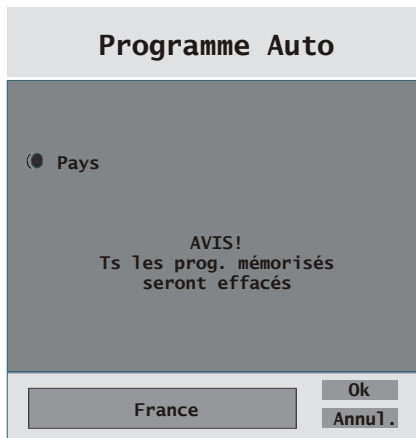 Programme Auto
Pays
AVIS!
Ts les prog. mémorisés
seront effacés
France
Ok
Annul.